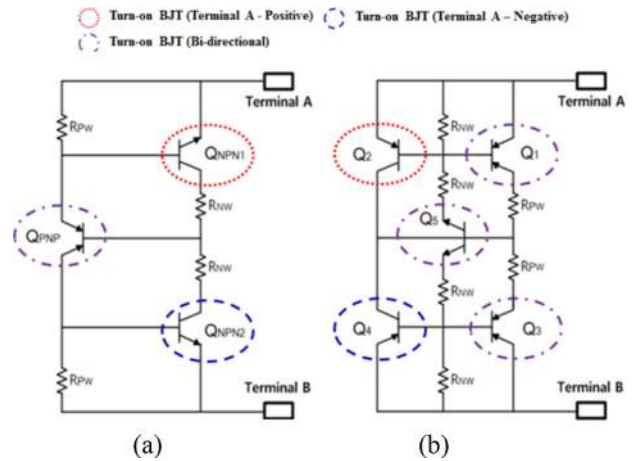 Turn-on BJT (Terminal A - Positive)
Turn-on BJT (Terminal A – Negative)
Turn-on BJT (Bi-directional)
Terminal A
RPW
QNPN1
RNW
QPNP
RNW
QNPN2
RPW
Terminal B
(a)
Terminal A
RNW
Q2
Q1
RNW
Q5
RPW
RNW
RPW
Q4
Q3
RNW
Terminal B
(b)